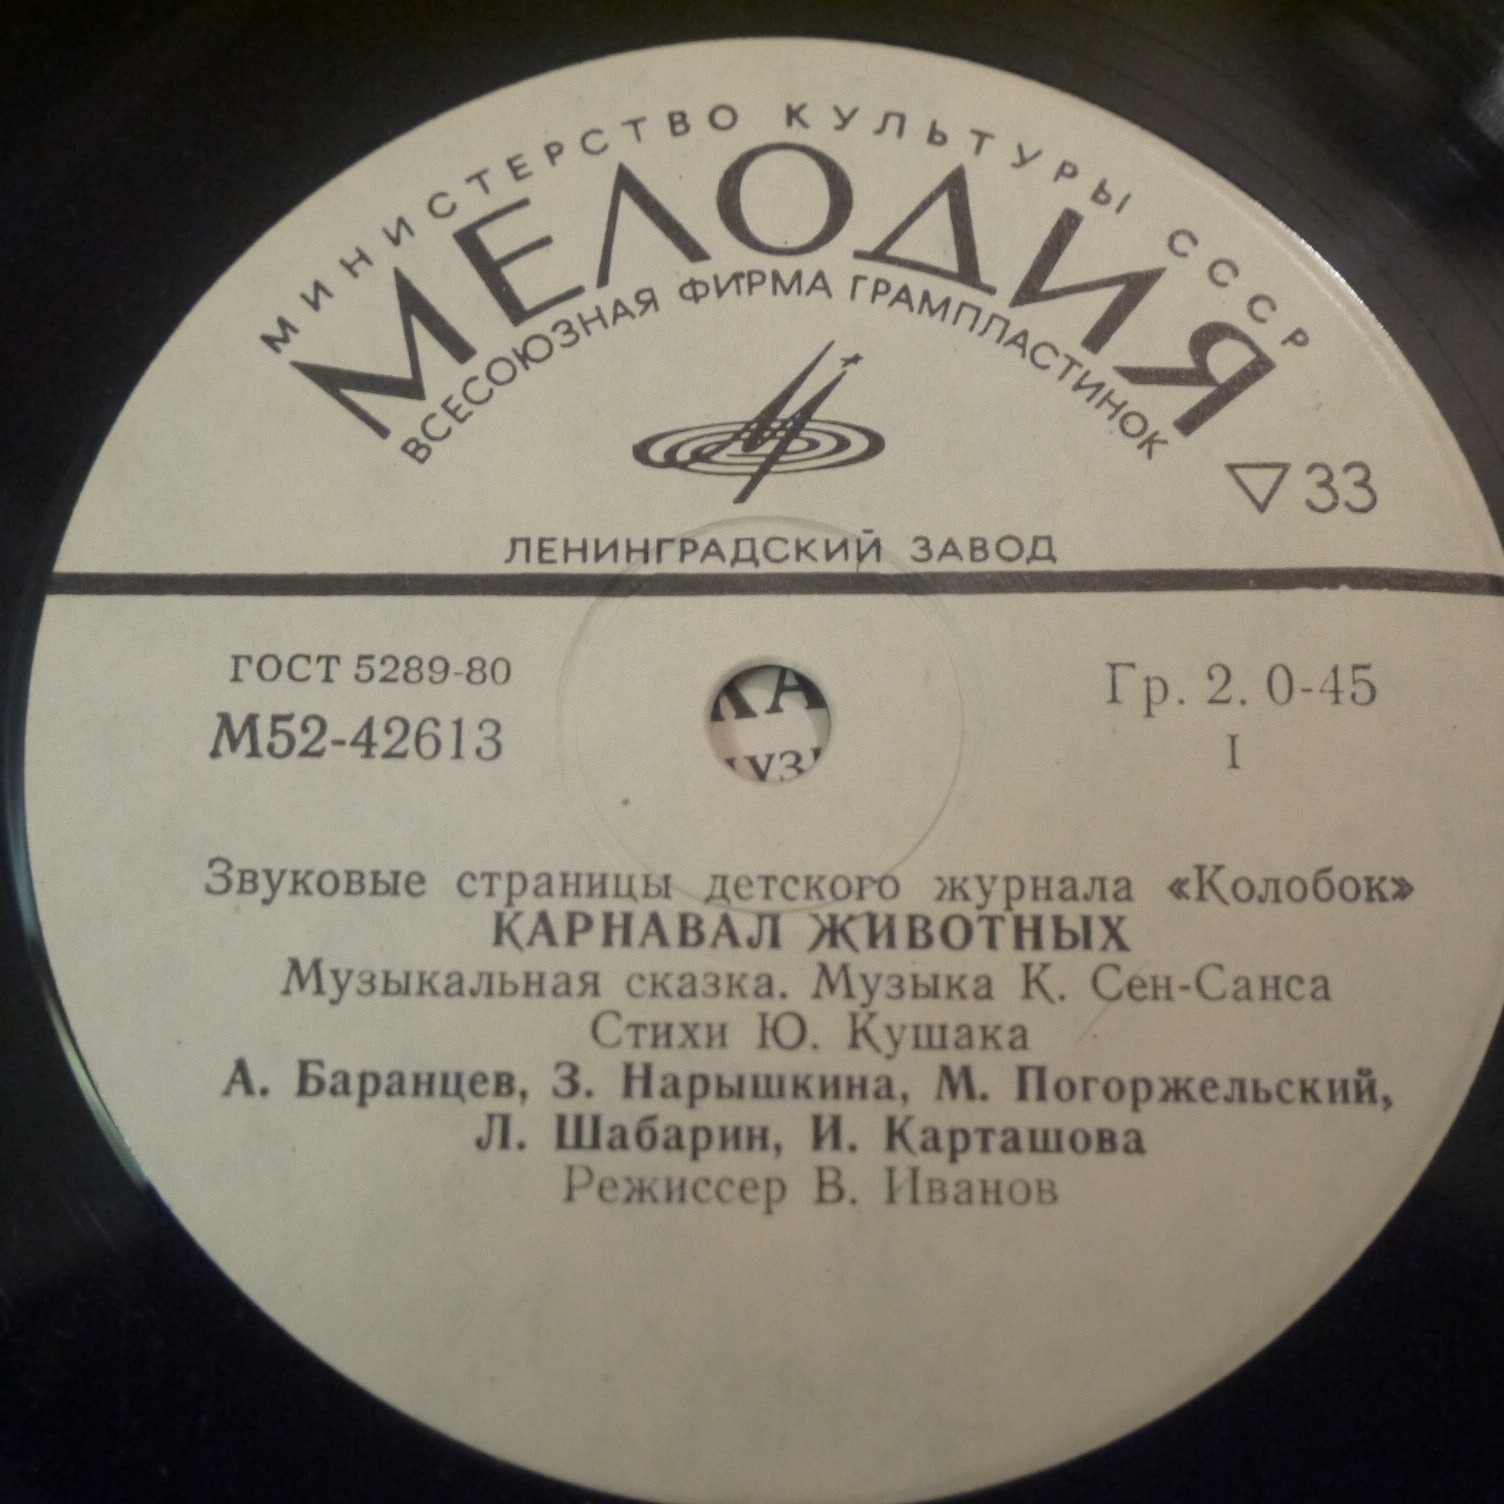 МИНИСТЕРСТВО КУЛЬТУРЫ СССР
МЕЛОДИЯ
ВСЕСОЮЗНАЯ ФИРМА ГРАМПЛАСТИНОК
33
ЛЕНИНГРАДСКИЙ ЗАВОД
ГОСТ 5289-80
Гр. 2. 0-45
М52-42613
I
Звуковые страницы детского журнала «Колобок»
КАРНАВАЛ ЖИВОТНЫХ
Музыкальная сказка. Музыка К. Сен-Санса
Стихи Ю. Кушака
А. Баранцев, З. Нарышкина, М. Погоржельский,
Л. Шабарин, И. Карташова
Режиссер В. Иванов